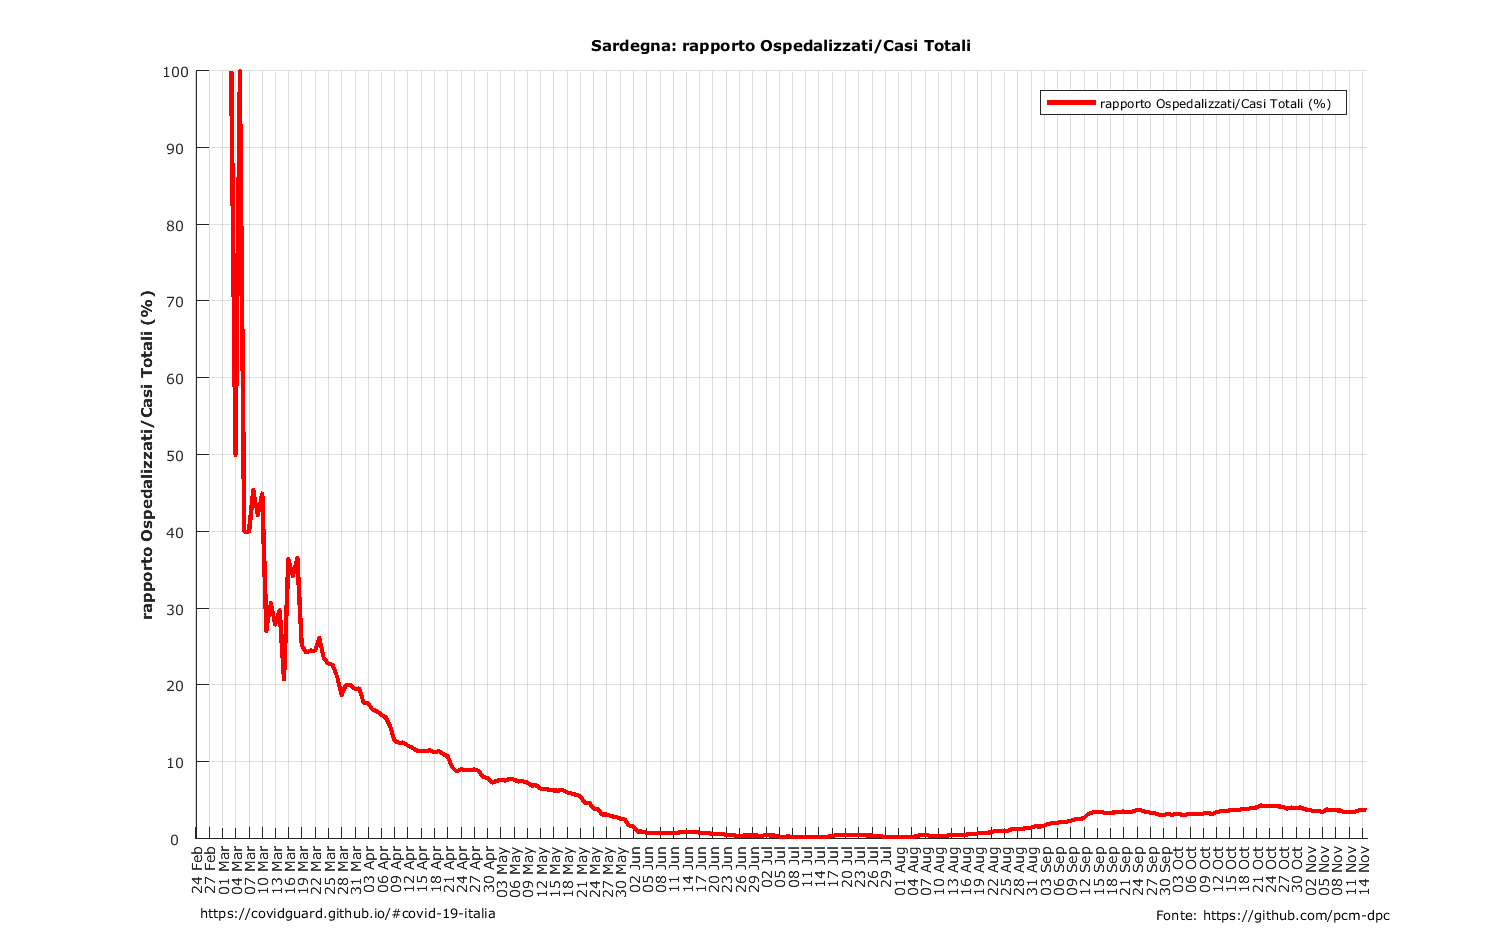 Sardegna: rapporto Ospedalizzati/Casi Totali
rapporto Ospedalizzati/Casi Totali (%)
rapporto Ospedalizzati/Casi Totali (%)
100
90
80
70
60
50
40
30
20
10
0
24 Feb
27 Feb
01 Mar
04 Mar
07 Mar
10 Mar
13 Mar
16 Mar
19 Mar
22 Mar
25 Mar
28 Mar
31 Mar
03 Apr
06 Apr
09 Apr
12 Apr
15 Apr
18 Apr
21 Apr
24 Apr
27 Apr
30 Apr
03 May
06 May
09 May
12 May
15 May
18 May
21 May
24 May
27 May
30 May
02 Jun
05 Jun
08 Jun
11 Jun
14 Jun
17 Jun
20 Jun
23 Jun
26 Jun
29 Jun
02 Jul
05 Jul
08 Jul
11 Jul
14 Jul
17 Jul
20 Jul
23 Jul
26 Jul
29 Jul
01 Aug
04 Aug
07 Aug
10 Aug
13 Aug
16 Aug
19 Aug
22 Aug
25 Aug
28 Aug
31 Aug
03 Sep
06 Sep
09 Sep
12 Sep
15 Sep
18 Sep
21 Sep
24 Sep
27 Sep
30 Sep
03 Oct
06 Oct
09 Oct
12 Oct
15 Oct
18 Oct
21 Oct
24 Oct
27 Oct
30 Oct
02 Nov
05 Nov
08 Nov
11 Nov
14 Nov
https://covidguard.github.io/#covid-19-italia
Fonte: https://github.com/pcm-dpc